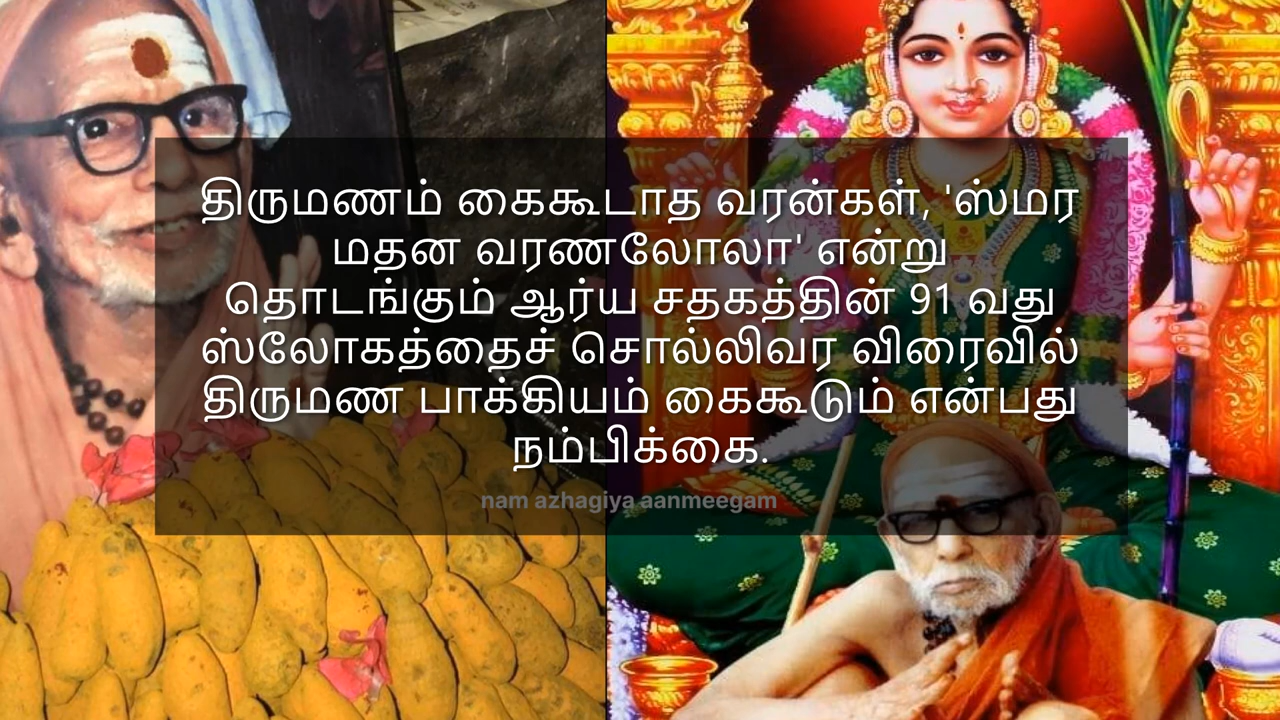 திருமணம் கைகூடாத வரன்கள், 'ஸ்மர
மதன வரணலோலா' என்று
தொடங்கும் ஆர்ய சதகத்தின் 91 வது
ஸ்லோகத்தைச் சொல்லிவர விரைவில்
திருமண பாக்கியம் கைகூடும் என்பது
நம்பிக்கை.
nam azhagiya aanmeegam